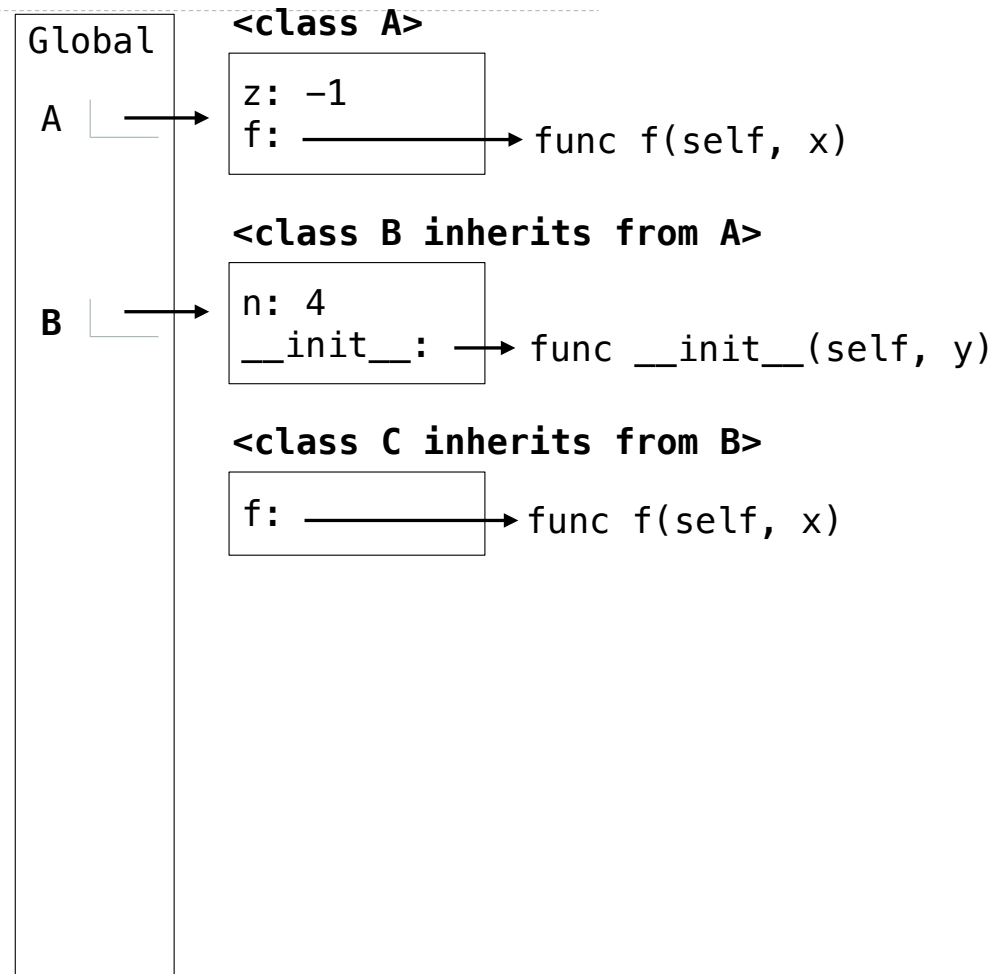 <class A>
Global
z: −1
A
f:
func f(self, x)
<class B inherits from A>
n: 4
B
__init__:
func __init__(self, y)
<class C inherits from B>
f:
func f(self, x)